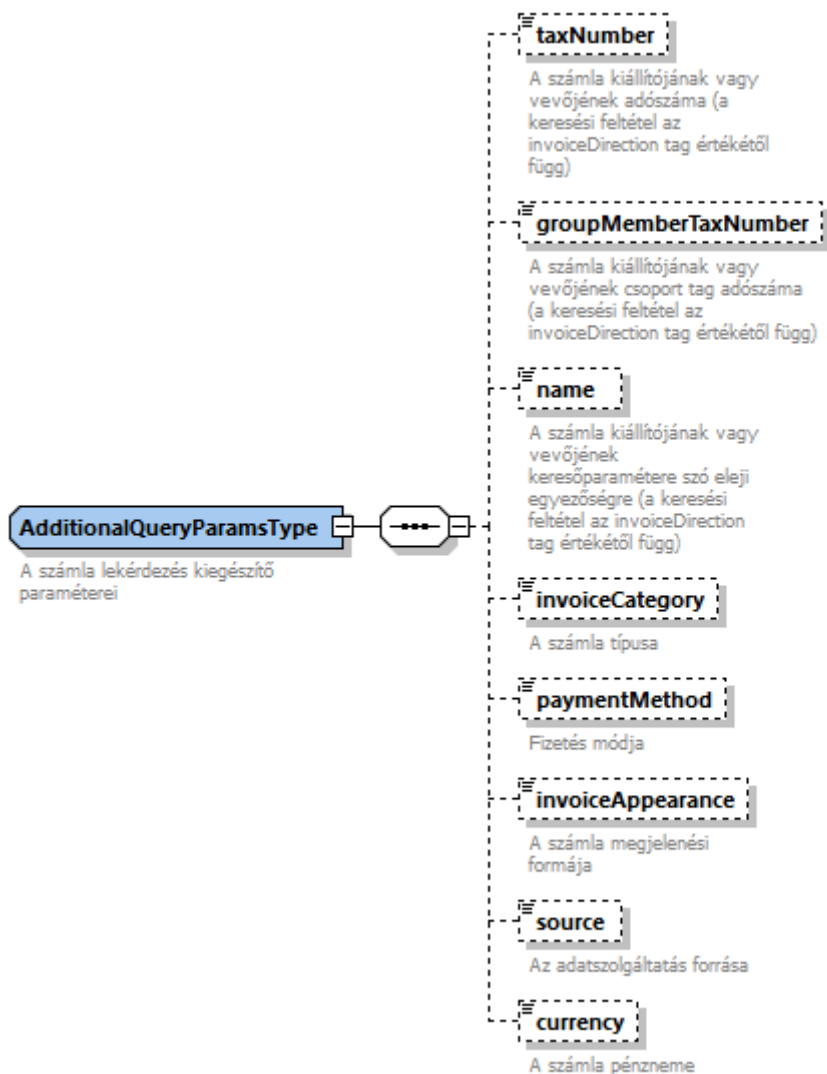 taxNumber
A számla kiállítójának vagy
vevőjének adószáma (a
keresési feltétel az
invoiceDirection tag értékétől
függ)
groupMemberTaxNumber
A számla kiállítójának vagy
vevőjének csoport tag adószáma
(a keresési feltétel az
invoiceDirection tag értékétől függ)
name
A számla kiállítójának vagy
vevőjének
keresőparamétere szó eleji
egyezőségre (a keresési
feltétel az invoiceDirection
tag értékétől függ)
AdditionalQueryParamsType
A számla lekérdezés kiegészítő
paraméterei
invoiceCategory
A számla típusa
paymentMethod
Fizetés módja
invoiceAppearance
A számla megjelenési
formája
source
Az adatszolgáltatás forrása
currency
A számla pénzneme